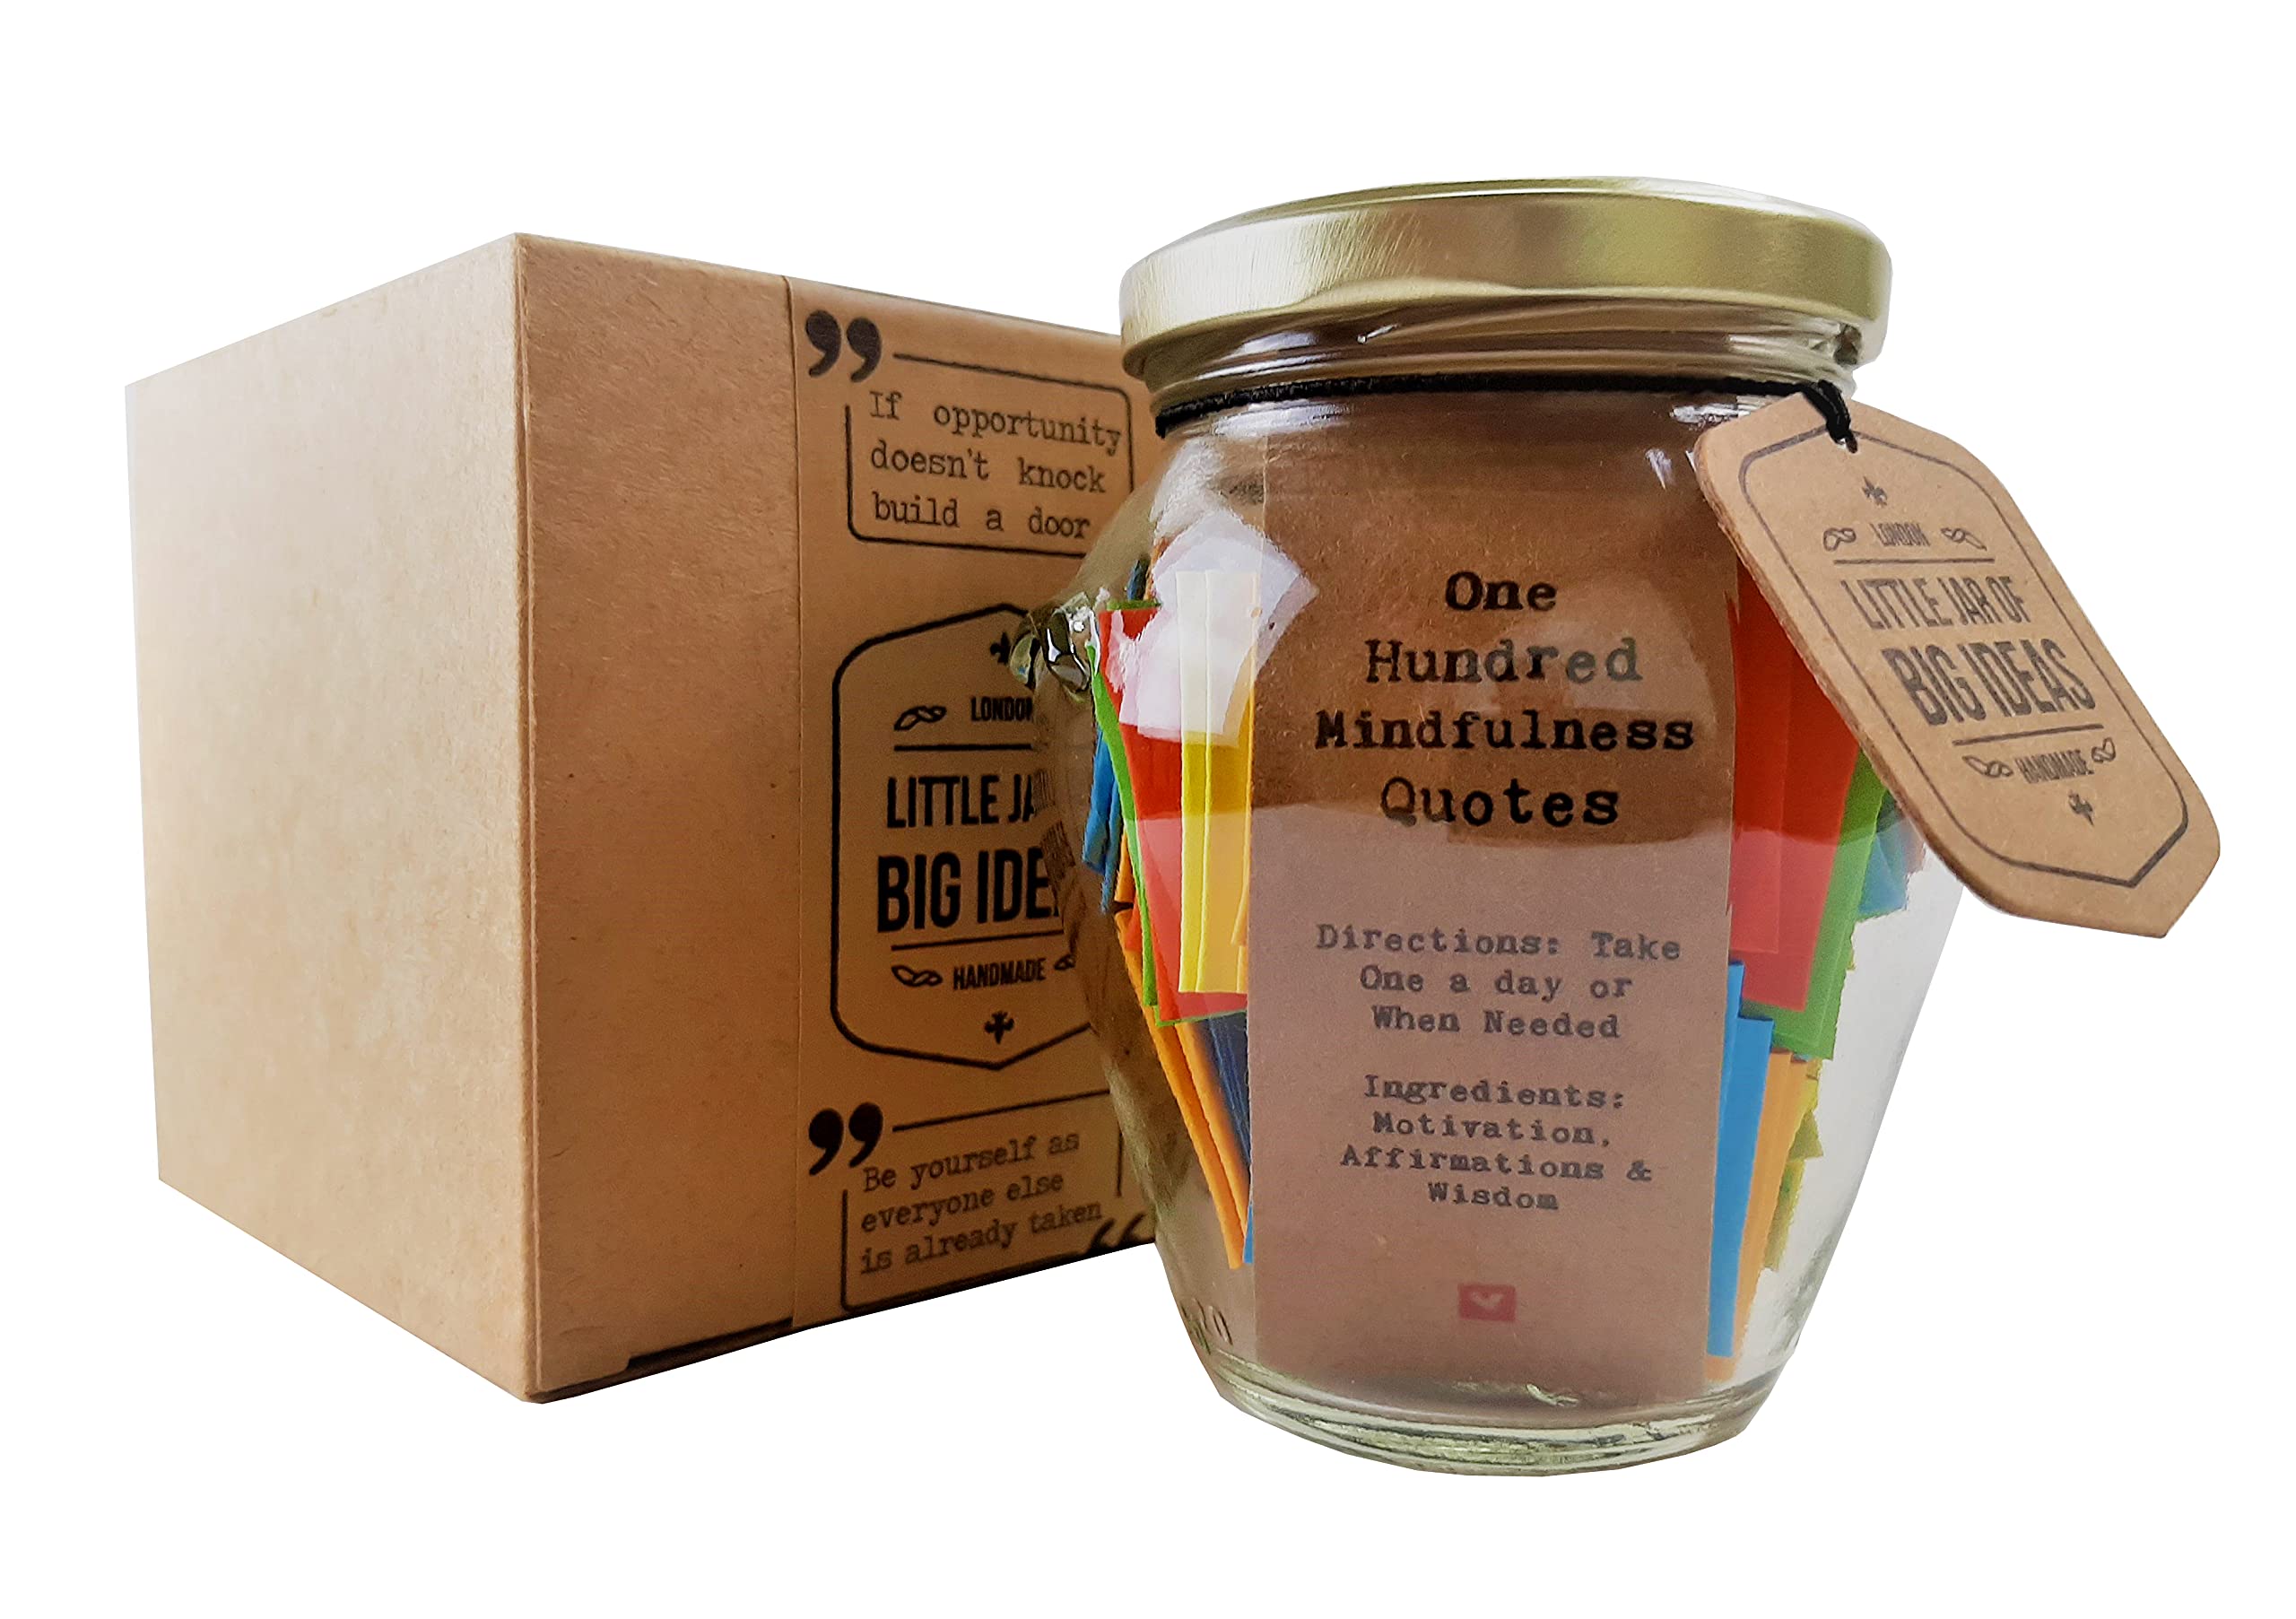 If opportunity
doesn't knock
build a door
LONDON
LITTLE JA
BIG IDE
HANDMADE
Be yourself as
everyone else
is already taken
One
Hundred
Mindfulness
Quotes
Directions: Take
One a day or
When Needed
Ingredients:
Motivation,
Affirmations &
Wisdom
LONDON
LITTLE JAR OF
BIG IDEAS
HANDMADE